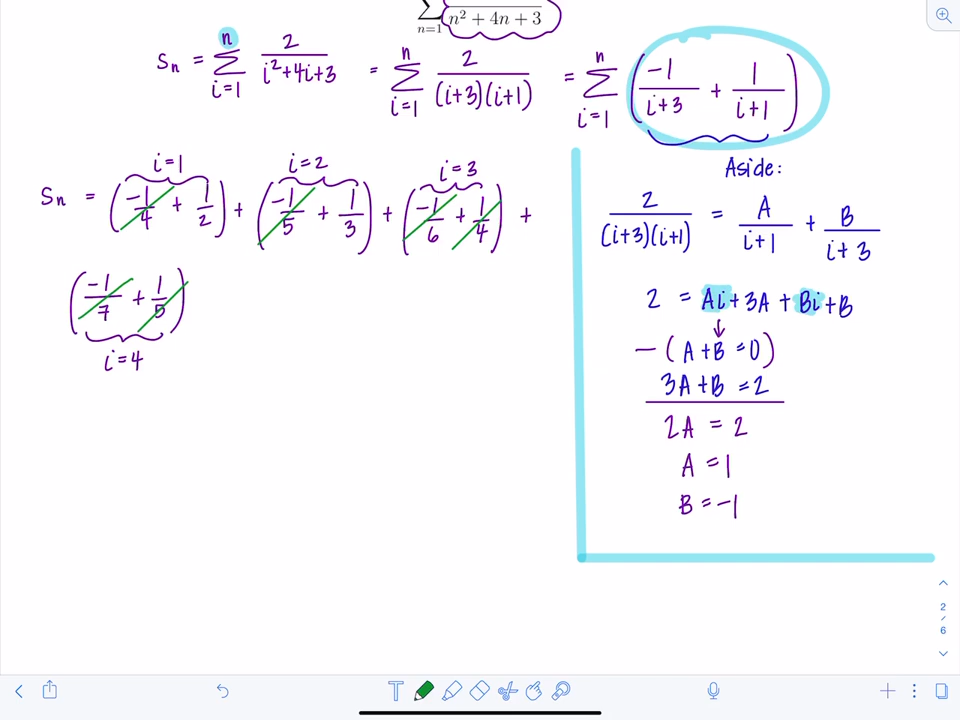 ∑ n=1 n² + 4n + 3
Sₙ = ∑ i=1 n 2/(i²+4i+3) = ∑ i=1 n 2/((i+3)(i+1)) = ∑ i=1 n (-1/(i+3) + 1/(i+1))
i=1 i=2 i=3
Sₙ = (-1/4 + 1/2) + (-1/5 + 1/3) + (-1/6 + 1/4) +
(-1/7 + 1/5)
i=4
Aside:
2/((i+3)(i+1)) = A/(i+1) + B/(i+3)
2 = Ai + 3A + Bi + B
- (A+B = 0)
3A + B = 2
2A = 2
A = 1
B = -1
2
/
6
T